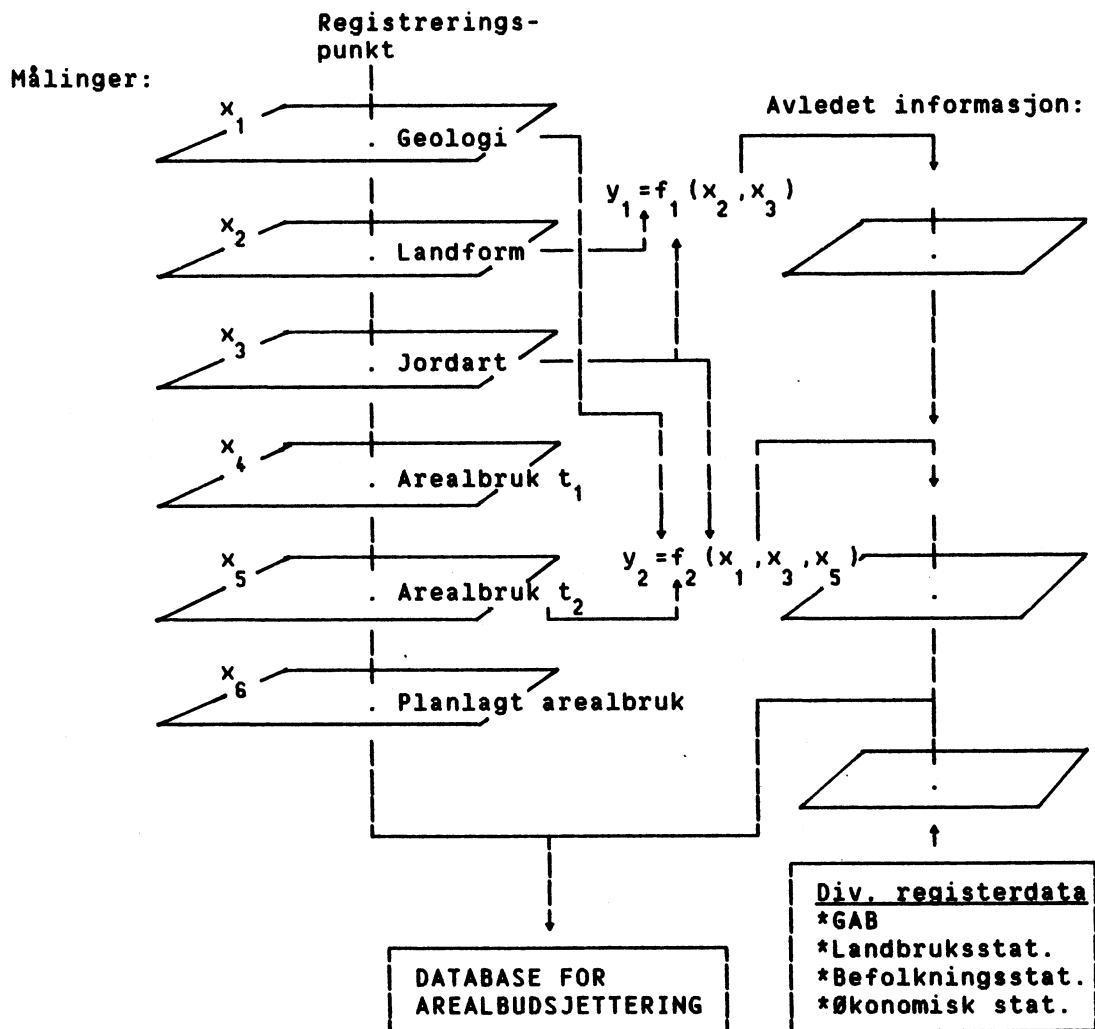 Registrerings-
punkt
Målinger:
Avledet informasjon:
x₁
Geologi
y₁=f₁(x₂,x₃)
x₂
Landform
x₃
Jordart
x₄
Arealbruk t₁
y₂=f₂(x₁,x₃,x₅)
x₅
Arealbruk t₂
x₆
Planlagt arealbruk
Div. registerdata
*GAB
*Landbruksstat.
*Befolkningsstat.
*Økonomisk stat.
DATABASE FOR
AREALBUDSJETTERING